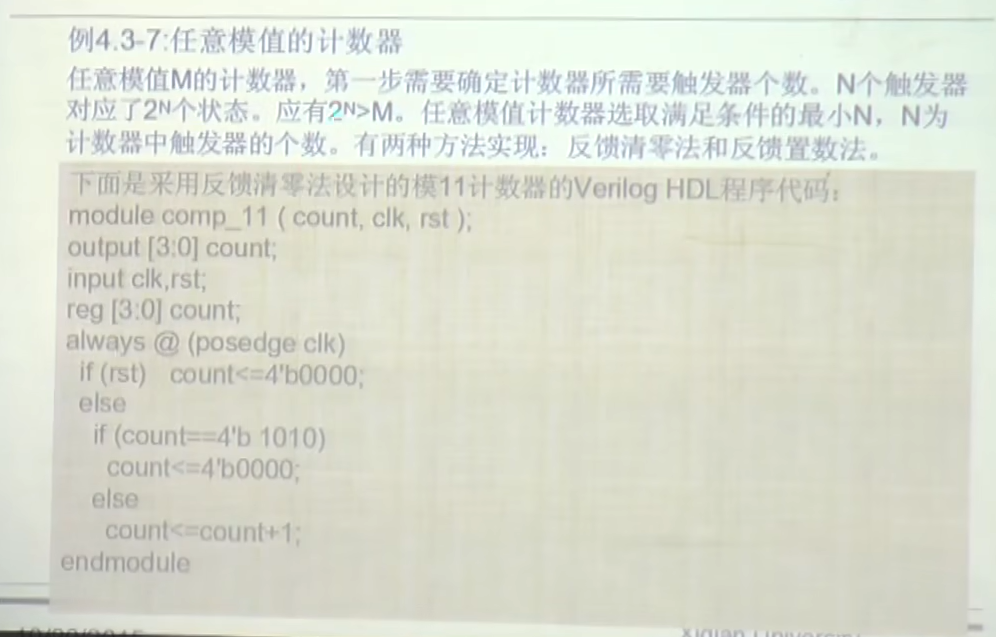 例4.3-7:任意模值的计数器
任意模值M的计数器，第一步需要确定计数器所需要触发器个数。N个触发器
对应了2ᴺ个状态。应有2ᴺ>M。任意模值计数器选取满足条件的最小N，N为
计数器中触发器的个数。有两种方法实现：反馈清零法和反馈置数法。
下面是采用反馈清零法设计的模11计数器的Verilog HDL程序代码：
module comp_11 ( count, clk, rst );
output [3:0] count;
input clk,rst;
reg [3:0] count;
always @ (posedge clk)
if (rst) count<=4'b0000;
else
if (count==4'b 1010)
count<=4'b0000;
else
count<=count+1;
endmodule
Xidian University